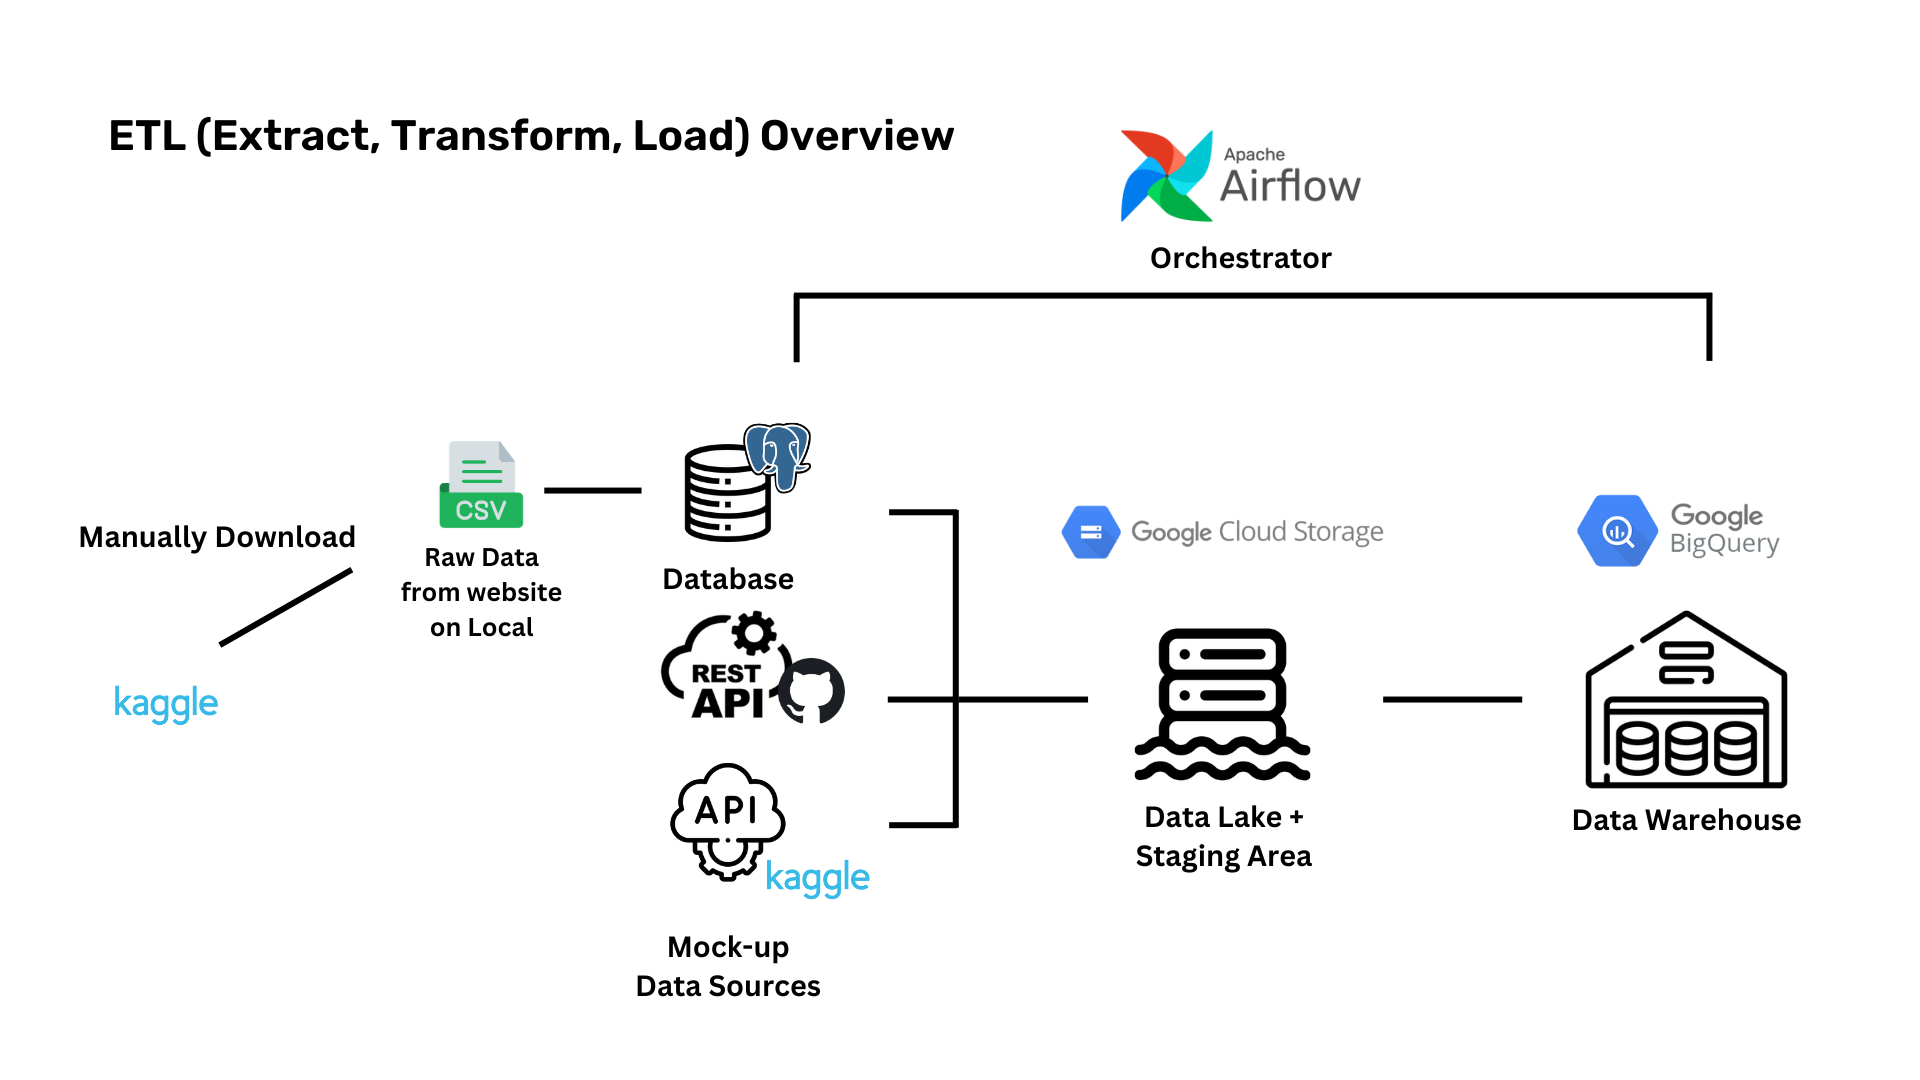 ETL (Extract, Transform, Load) Overview
Apache
Airflow
Orchestrator
Manually Download
kaggle
CSV
Raw Data
from website
on Local
Database
REST
API
API
kaggle
Mock-up
Data Sources
Google Cloud Storage
Data Lake +
Staging Area
Google
BigQuery
Data Warehouse